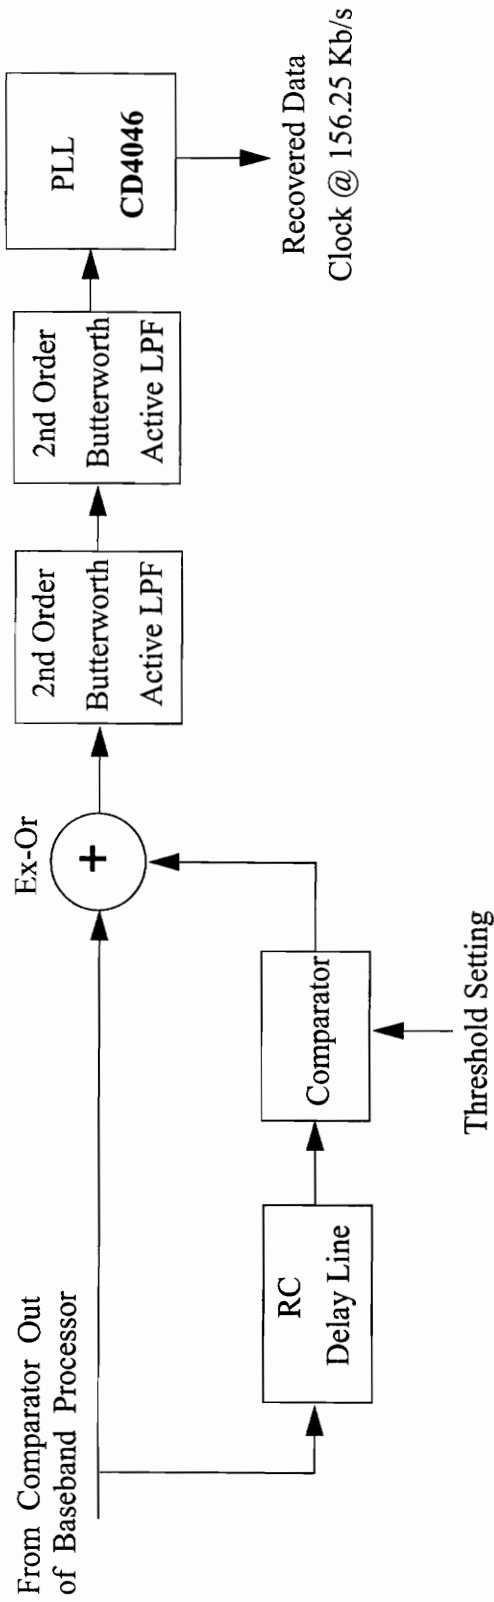 From Comparator Out
of Baseband Processor
RC
Delay Line
Comparator
Threshold Setting
Ex-Or
+
2nd Order
Butterworth
Active LPF
2nd Order
Butterworth
Active LPF
PLL
CD4046
Recovered Data
Clock @ 156.25 Kb/s